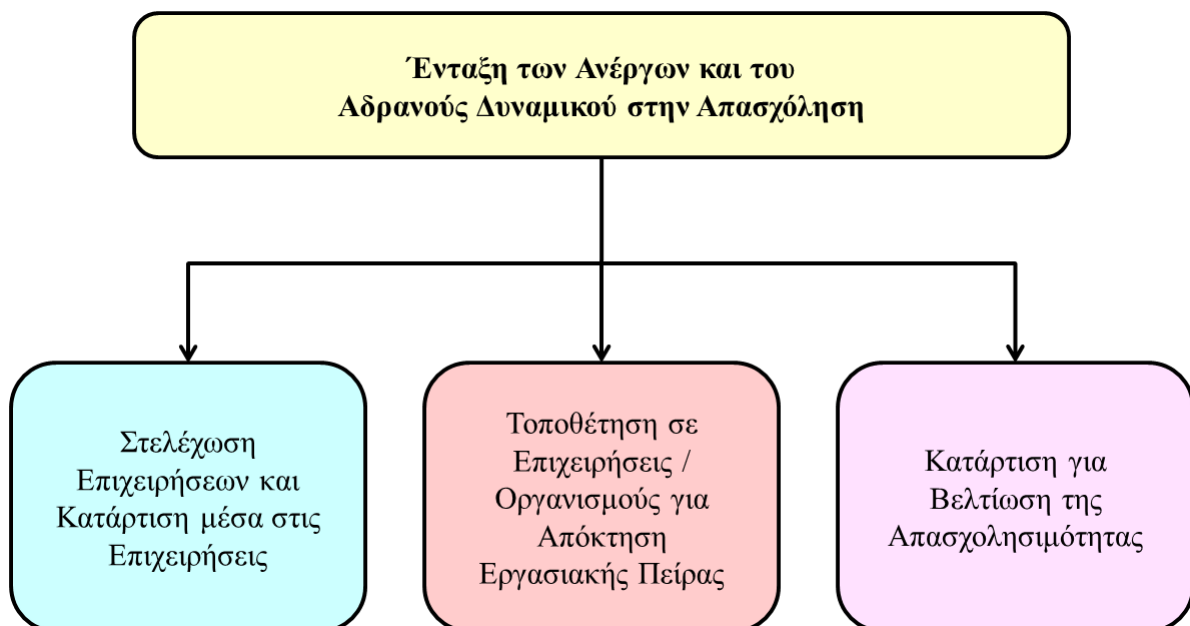 Ένταξη των Ανέργων και του
Αδρανούς Δυναμικού στην Απασχόληση
Στελέχωση
Επιχειρήσεων και
Κατάρτιση μέσα στις
Επιχειρήσεις
Τοποθέτηση σε
Επιχειρήσεις /
Οργανισμούς για
Απόκτηση
Εργασιακής Πείρας
Κατάρτιση για
Βελτίωση της
Απασχολησιμότητας